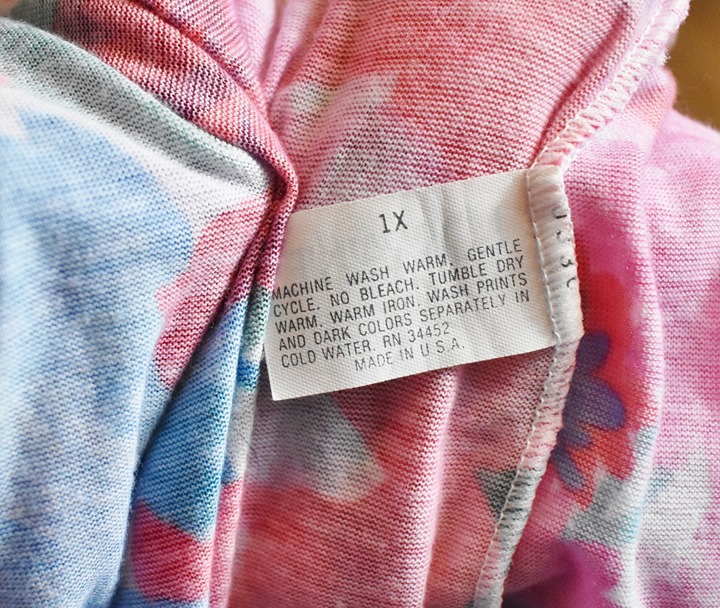 1X
MACHINE WASH WARM. GENTLE
CYCLE. NO BLEACH. TUMBLE DRY
WARM. WARM IRON. WASH PRINTS
AND DARK COLORS SEPARATELY IN
COLD WATER. RN 34452
MADE IN U.S.A.